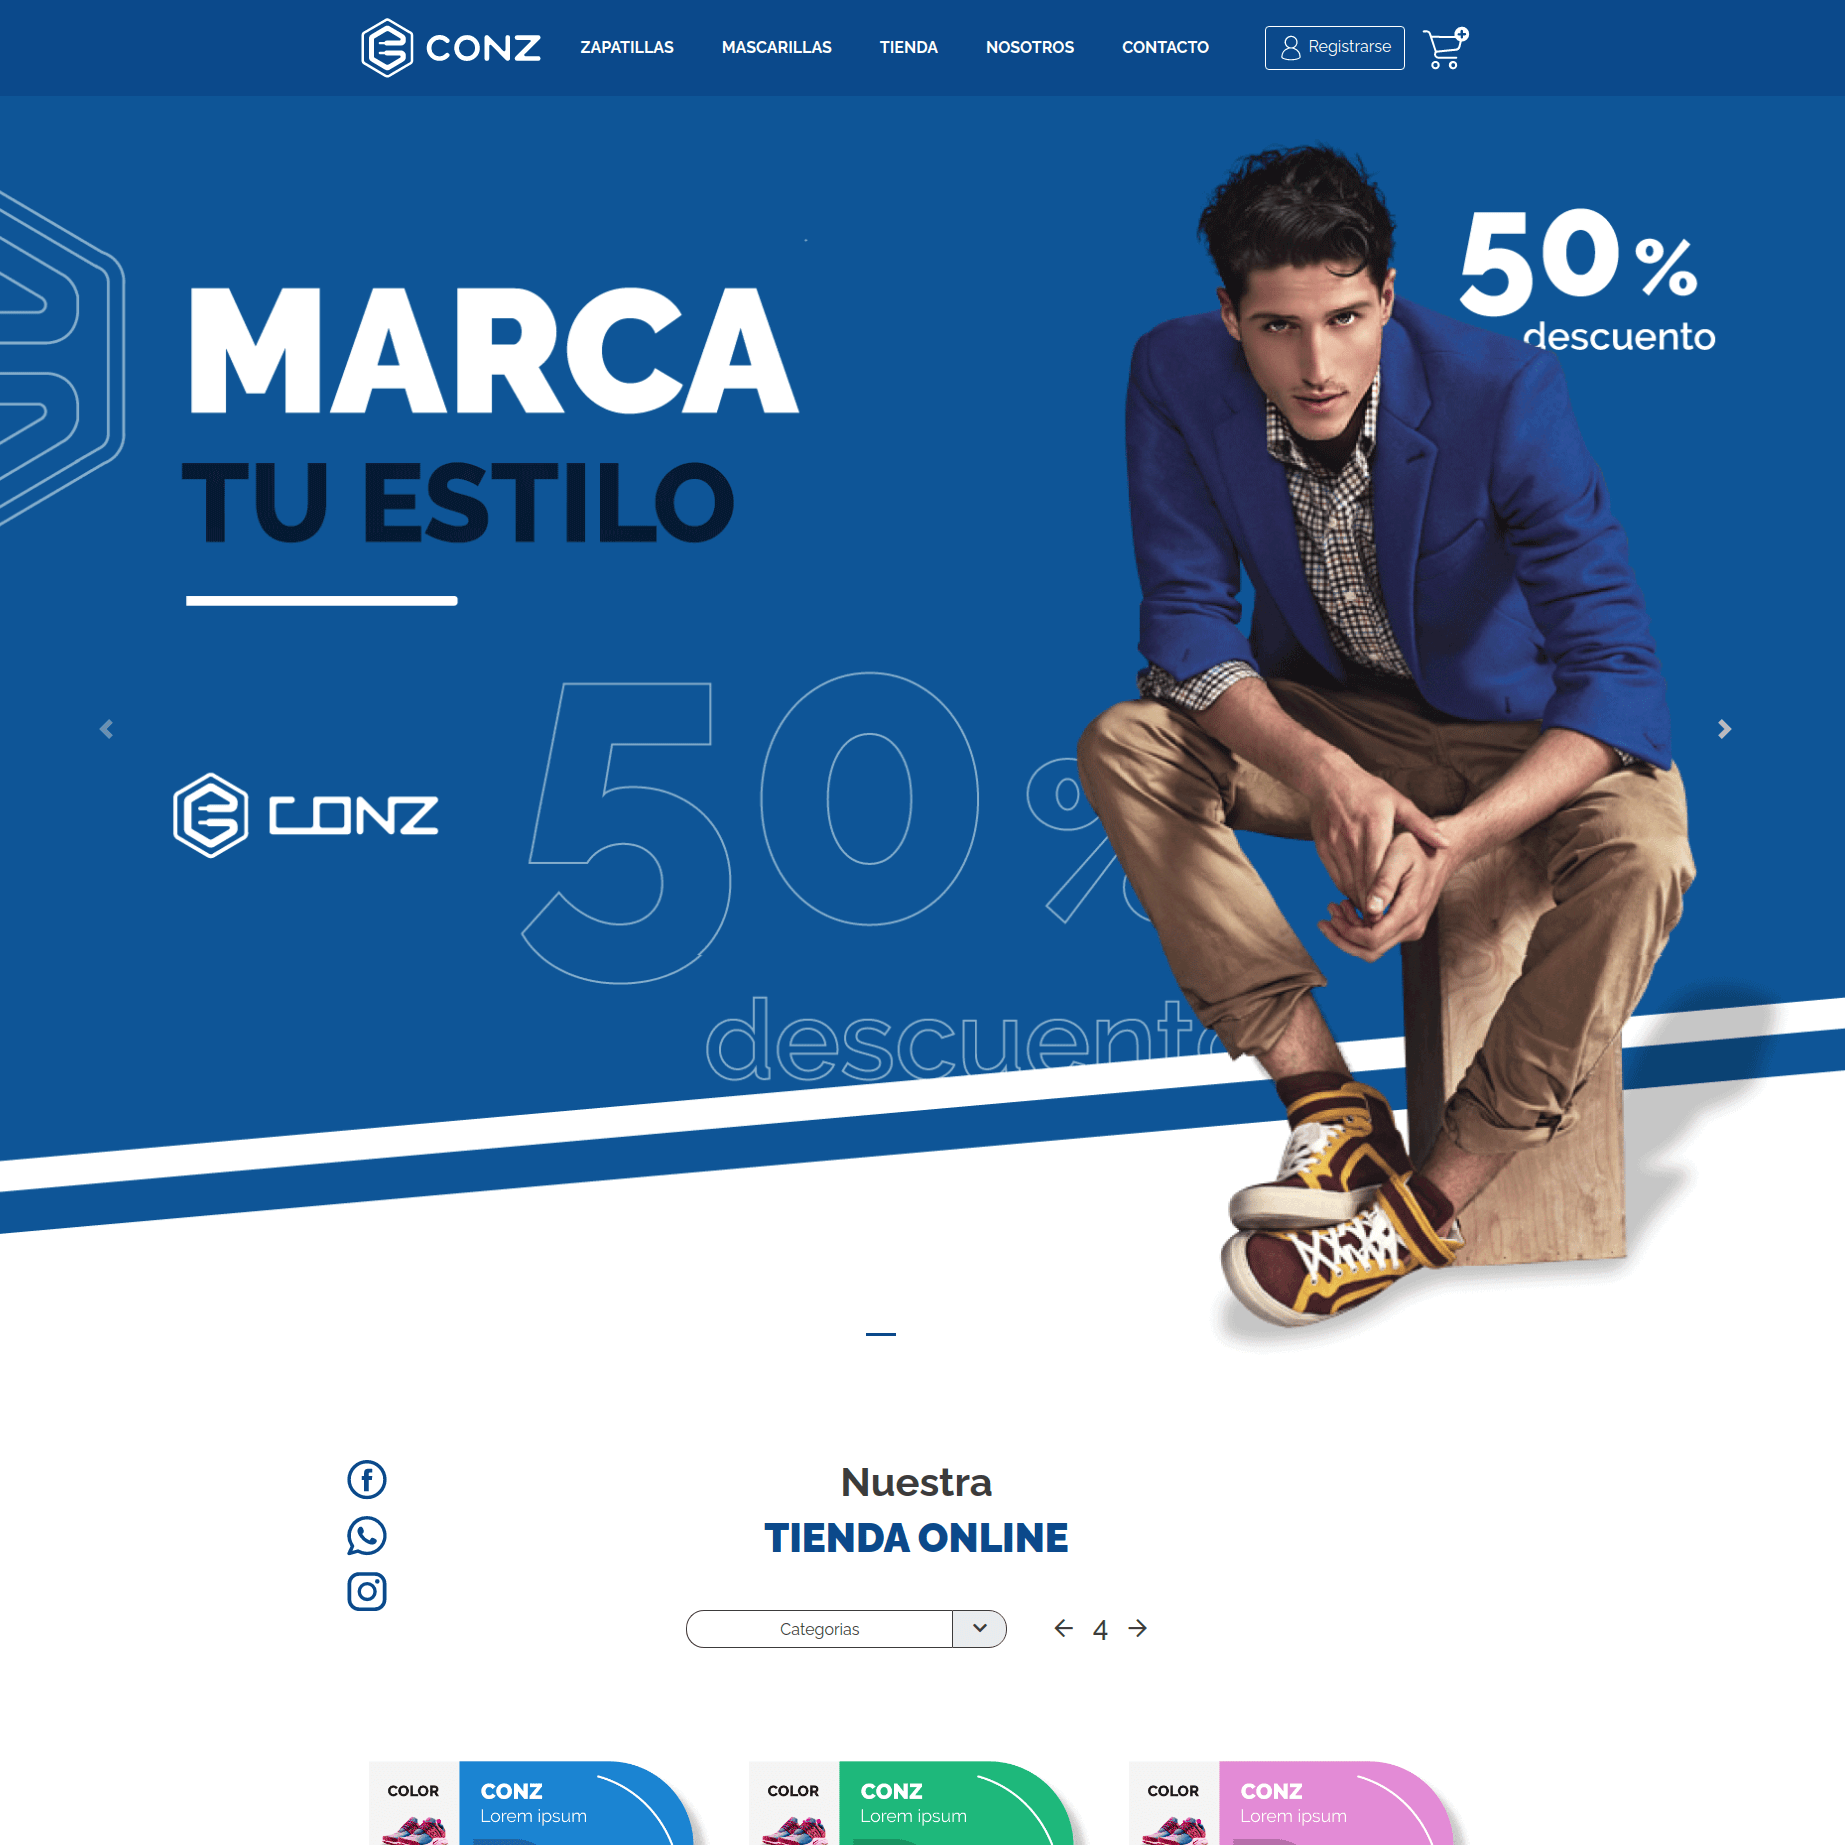 CONZ
ZAPATILLAS
MASCARILLAS
TIENDA
NOSOTROS
CONTACTO
Registrarse
50 %
descuento
MARCA
TU ESTILO
CONZ
50 %
descuento
Nuestra
TIENDA ONLINE
Categorias
4
COLOR
CONZ
Lorem ipsum
COLOR
CONZ
Lorem ipsum
COLOR
CONZ
Lorem ipsum